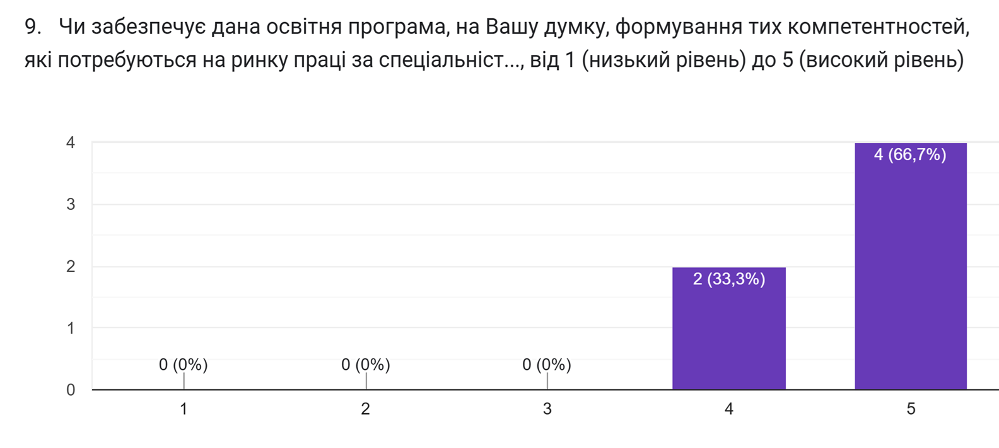 9. Чи забезпечує дана освітня програма, на Вашу думку, формування тих компетентностей,
які потребуються на ринку праці за спеціальніст..., від 1 (низький рівень) до 5 (високий рівень)
4
4 (66,7%)
3
2
2 (33,3%)
1
0 (0%) 0 (0%) 0 (0%)
0
1 2 3 4 5